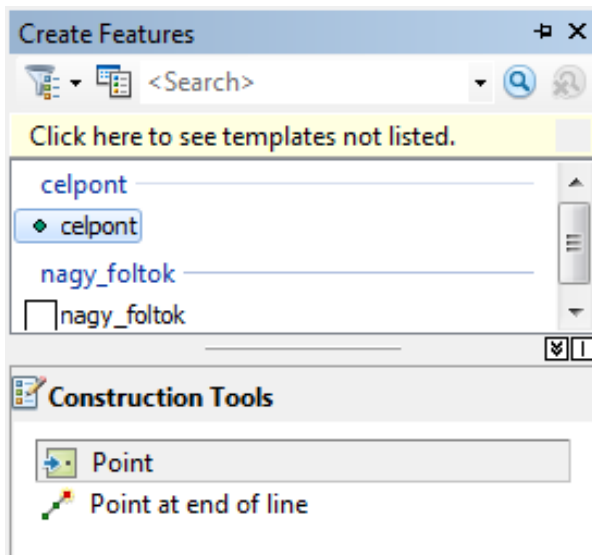 Create Features
<Search>
Click here to see templates not listed.
celpont
celpont
nagy_foltok
nagy_foltok
Construction Tools
Point
Point at end of line